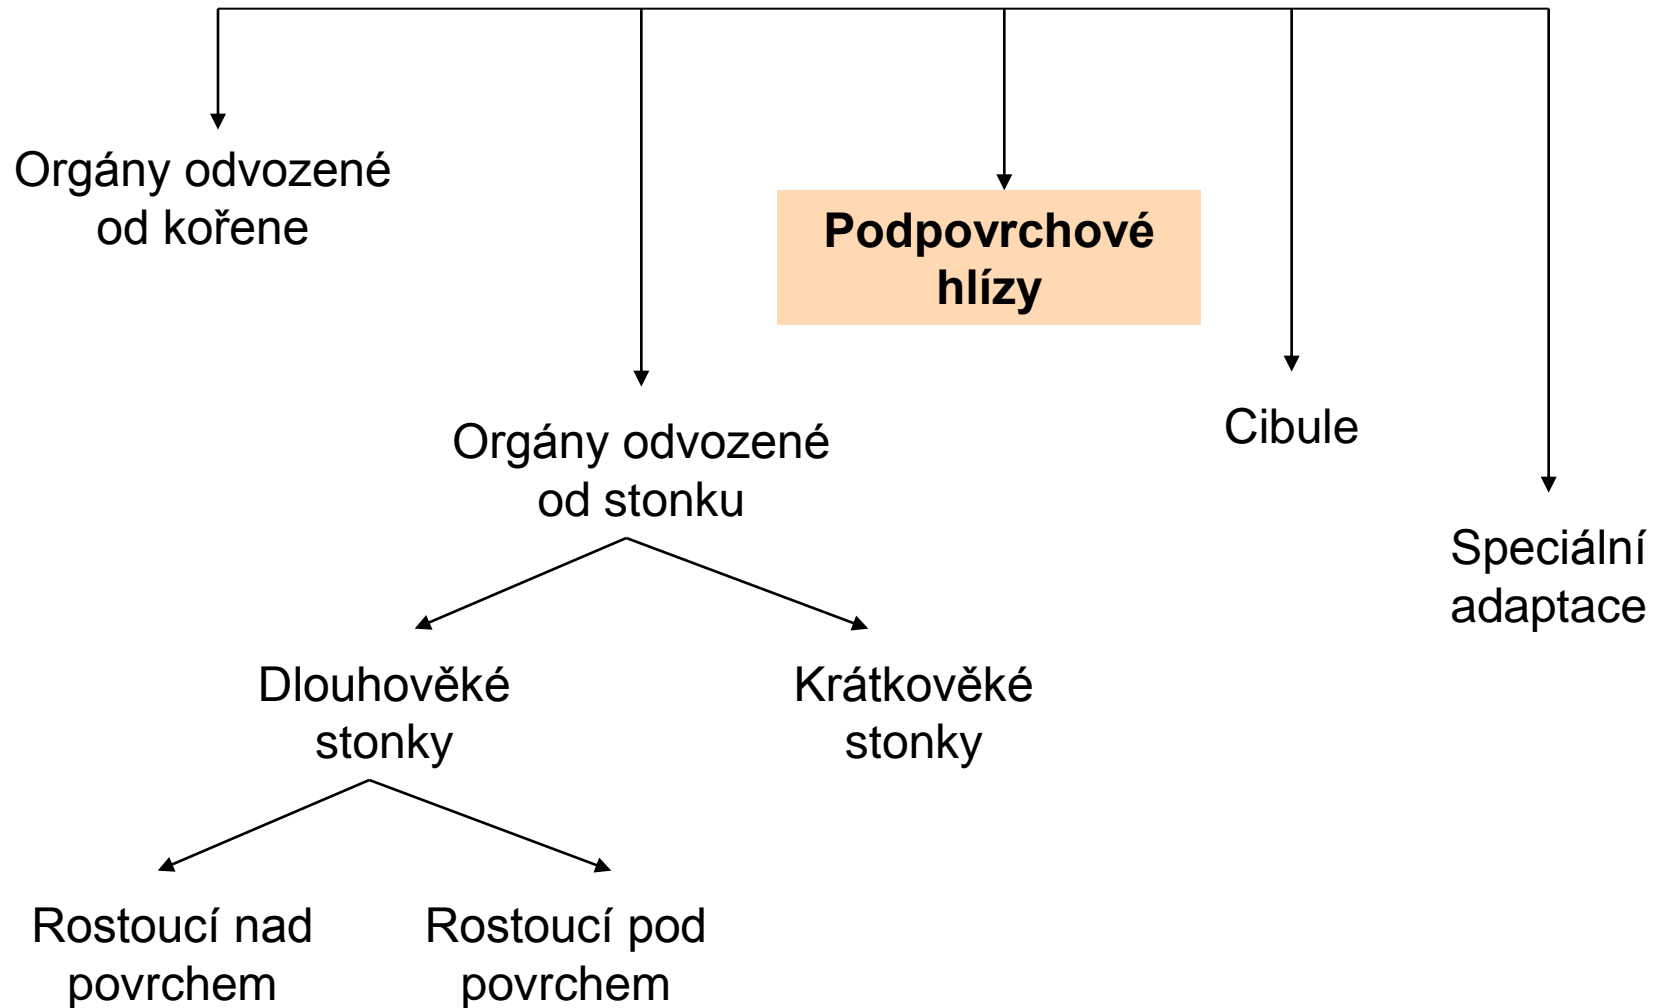 Orgány odvozené
od kořene
Podpovrchové
hlízy
Orgány odvozené
od stonku
Cibule
Speciální
adaptace
Dlouhověké
stonky
Krátkověké
stonky
Rostoucí nad
povrchem
Rostoucí pod
povrchem